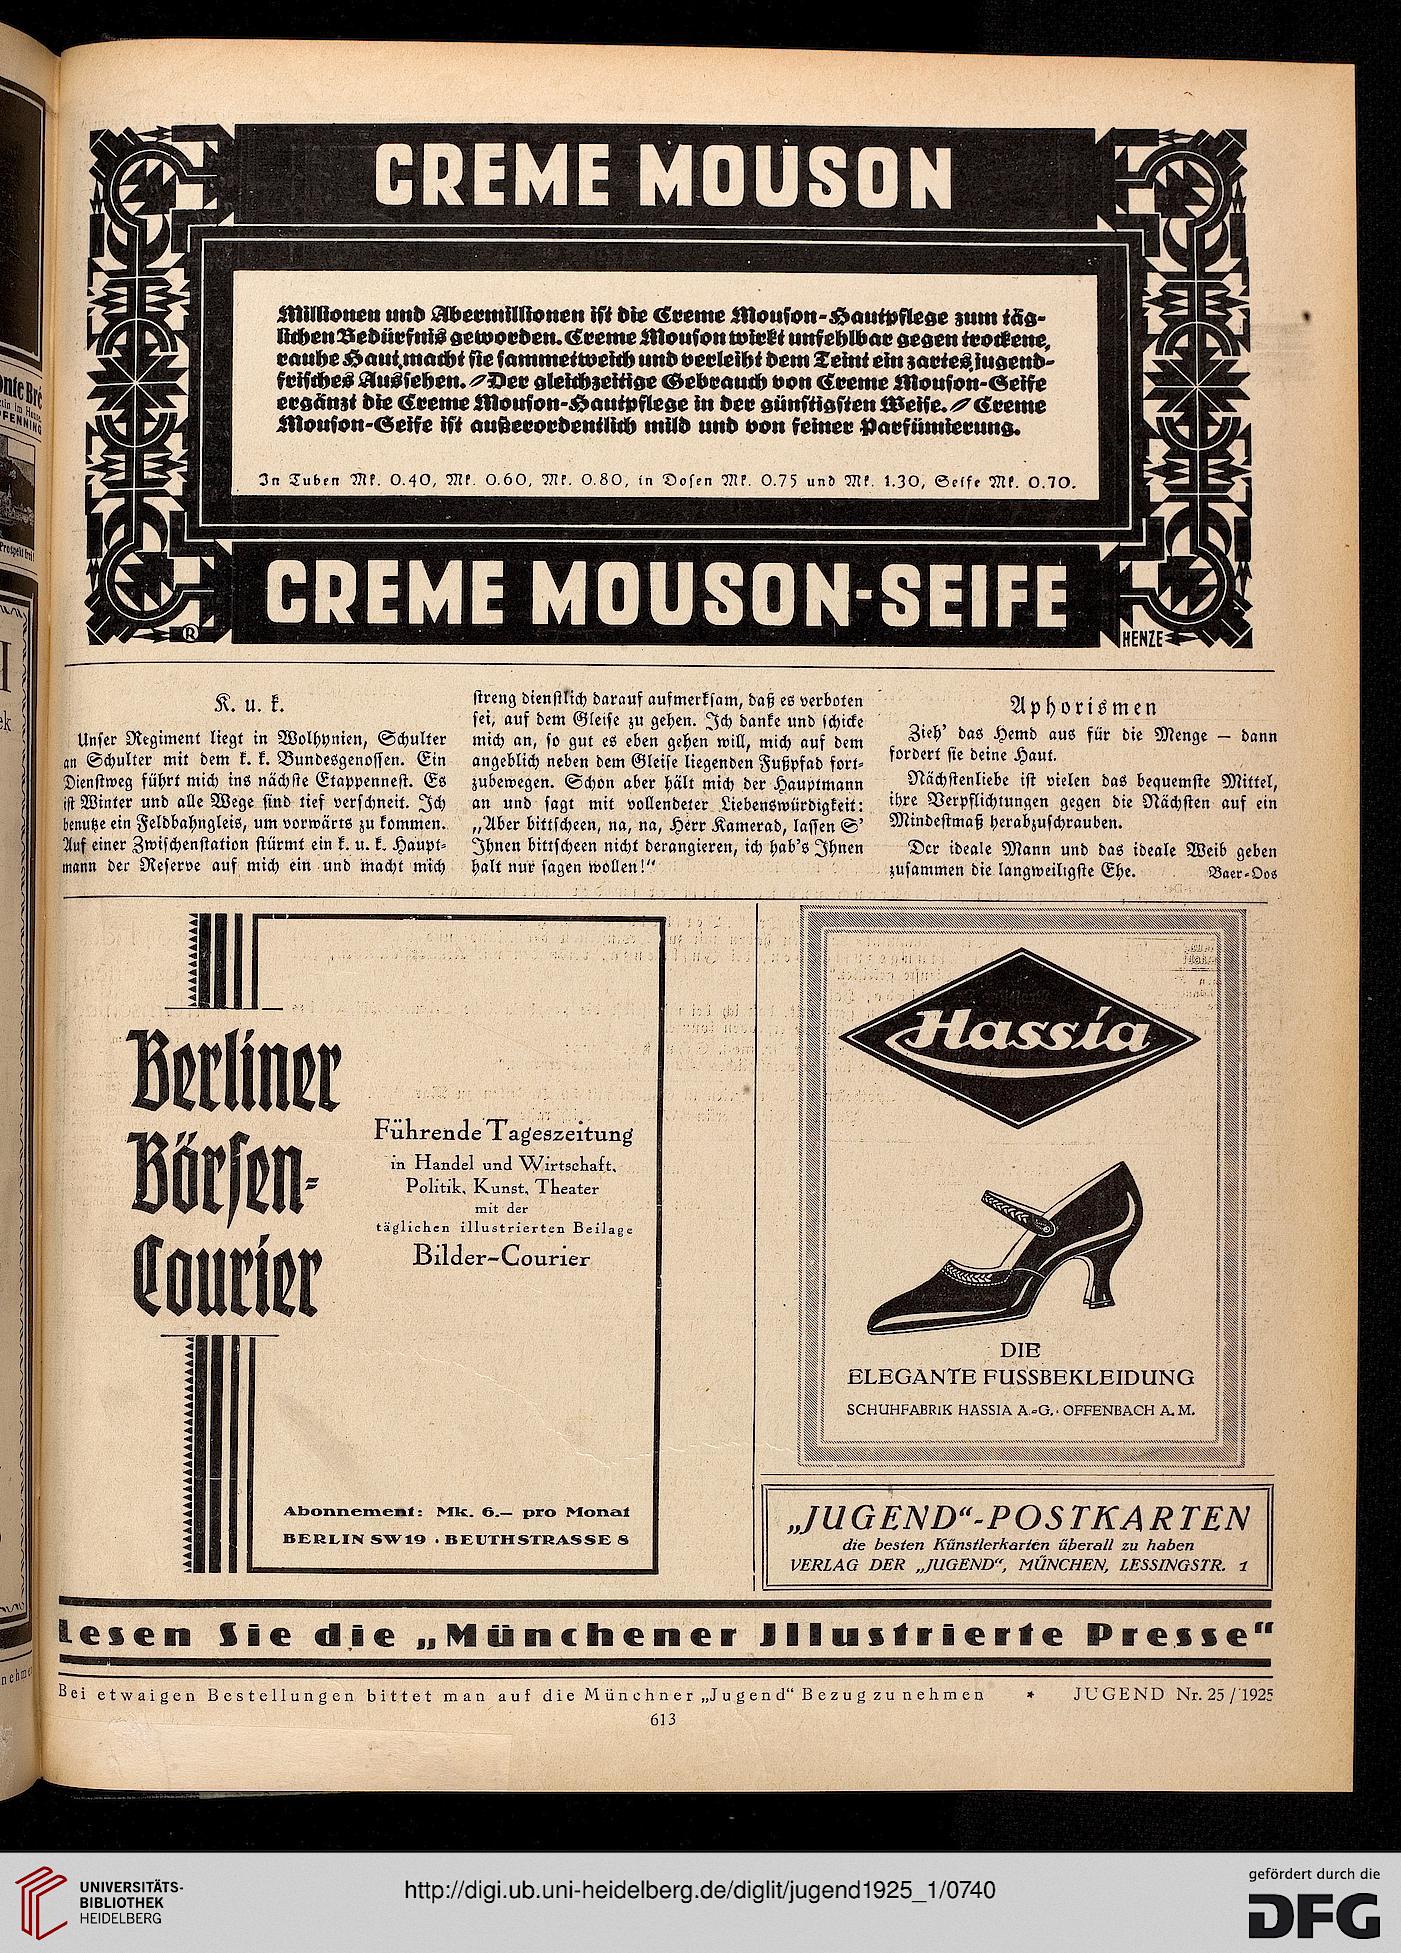 CREME MOUSON
Millionen und Abermillionen ist die Creme Mouson-Hautpflege zum täg-
lichen Bedürfnis geworden. Creme Mouson wirkt unfehlbar gegen trockene,
rauhe Haut, macht sie sammetweich und verleiht dem Teint ein zartes, jugend-
frisches Aussehen. Der gleichzeitige Gebrauch von Creme Mouson-Seife
ergänzt die Creme Mouson-Hautpflege in der günstigsten Weise. Creme
Mouson-Seife ist außerordentlich mild und von feiner Parfümierung.
In Tuben Mk. 0.40, Mk. 0.60, Mk. 0.80, in Dosen Mk. 0.75 und Mk. 1.30, Seife Mk. 0.70.
CREME MOUSON-SEIFE
®
HENZE
K. u. k.
Unser Regiment liegt in Wolhynien, Schulter
an Schulter mit dem k. k. Bundesgenossen. Ein
Dienstweg führt mich ins nächste Etappennest. Es
ist Winter und alle Wege sind tief verschneit. Ich
benutze ein Feldbahngleis, um vorwärts zu kommen.
Auf einer Zwischenstation stürmt ein k. u. k. Haupt-
mann der Reserve auf mich ein und macht mich
streng dienstlich darauf aufmerksam, daß es verboten
sei, auf dem Gleise zu gehen. Ich danke und schicke
mich an, so gut es eben gehen will, mich auf dem
angeblich neben dem Gleise liegenden Fußpfad fort-
zubewegen. Schon aber hält mich der Hauptmann
an und sagt mit vollendeter Liebenswürdigkeit:
„Aber bittscheen, na, na, Herr Kamerad, lassen S'
Ihnen bittscheen nicht derangieren, ich hab's Ihnen
halt nur sagen wollen!“
Aphorismen
Zieh' das Hemd aus für die Menge — dann
fordert sie deine Haut.
Nächstenliebe ist vielen das bequemste Mittel,
ihre Verpflichtungen gegen die Nächsten auf ein
Mindestmaß herabzuschrauben.
Der ideale Mann und das ideale Weib geben
zusammen die langweiligste Ehe. Baer-Oos
Berliner
Börsen-
Courier
Führende Tageszeitung
in Handel und Wirtschaft,
Politik, Kunst, Theater
mit der
täglichen illustrierten Beilage
Bilder-Courier
Abonnement: Mk. 6.— pro Monat
BERLIN SW19 · BEUTHSTRASSE 8
Hassia
DIE
ELEGANTE FUSSBEKLEIDUNG
SCHUHFABRIK HASSIA A.-G. · OFFENBACH A. M.
„JUGEND“-POSTKARTEN
die besten Künstlerkarten überall zu haben
VERLAG DER „JUGEND“, MÜNCHEN, LESSINGSTR. 1
Lesen Sie die „Münchener Illustrierte Presse“
Bei etwaigen Bestellungen bittet man auf die Münchner „Jugend“ Bezug zu nehmen * JUGEND Nr. 25 / 1925
613
UNIVERSITÄTS-
BIBLIOTHEK
HEIDELBERG
http://digi.ub.uni-heidelberg.de/diglit/jugend1925_1/0740
gefördert durch die
DFG